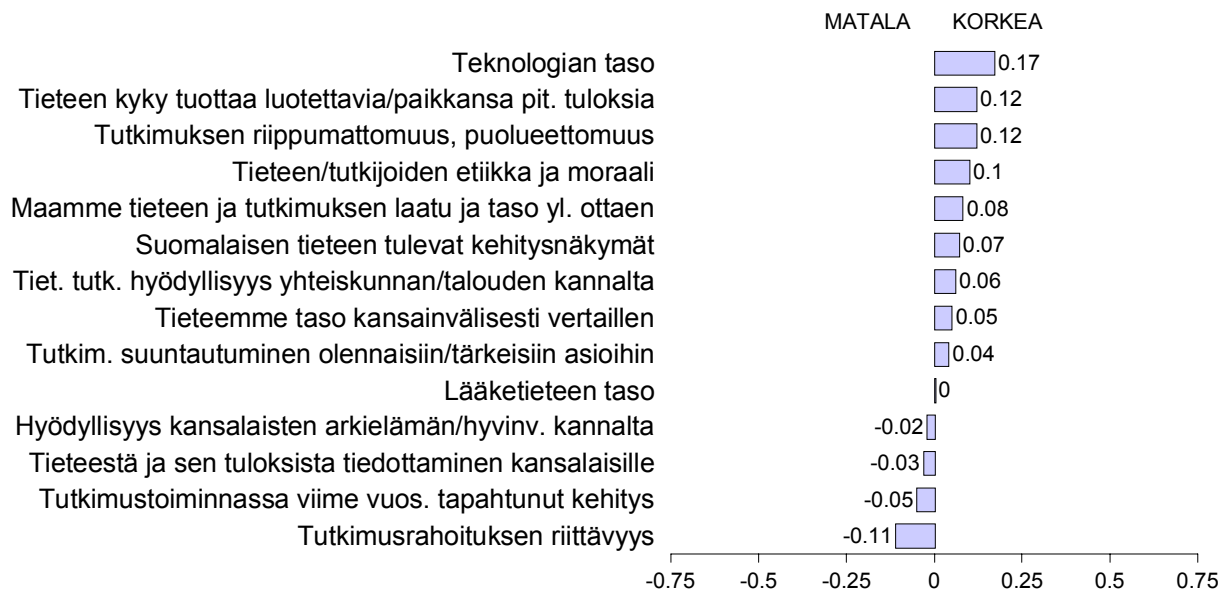 MATALA KORKEA
Teknologian taso 0.17
Tieteen kyky tuottaa luotettavia/paikkansa pit. tuloksia 0.12
Tutkimuksen riippumattomuus, puolueettomuus 0.12
Tieteen/tutkijoiden etiikka ja moraali 0.1
Maamme tieteen ja tutkimuksen laatu ja taso yl. ottaen 0.08
Suomalaisen tieteen tulevat kehitysnäkymät 0.07
Tiet. tutk. hyödyllisyys yhteiskunnan/talouden kannalta 0.06
Tieteemme taso kansainvälisesti vertaillen 0.05
Tutkim. suuntautuminen olennaisiin/tärkeisiin asioihin 0.04
Lääketieteen taso 0
Hyödyllisyys kansalaisten arkielämän/hyvinv. kannalta -0.02
Tieteestä ja sen tuloksista tiedottaminen kansalaisille -0.03
Tutkimustoiminnassa viime vuos. tapahtunut kehitys -0.05
Tutkimusrahoituksen riittävyys -0.11
-0.75 -0.5 -0.25 0 0.25 0.5 0.75